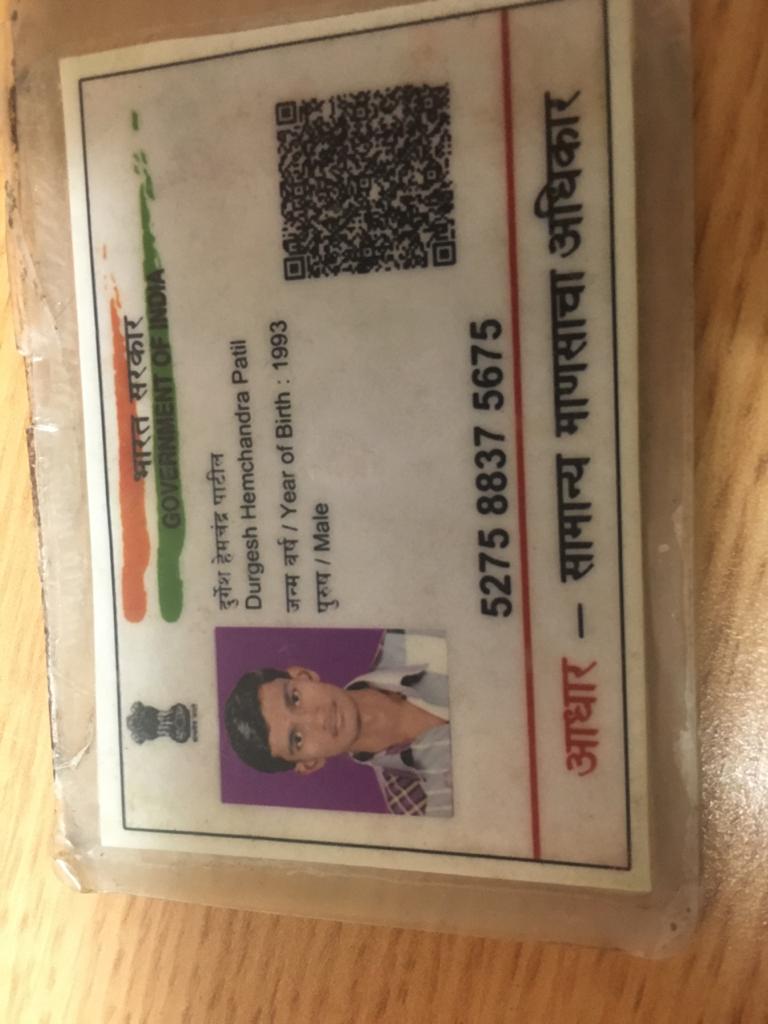 भारत सरकार
GOVERNMENT OF INDIA
दुर्गेश हेमचंद्र पाटील
Durgesh Hemchandra Patil
जन्म वर्ष / Year of Birth : 1993
पुरुष / Male
5275 8837 5675
आधार – सामान्य माणसाचा अधिकार